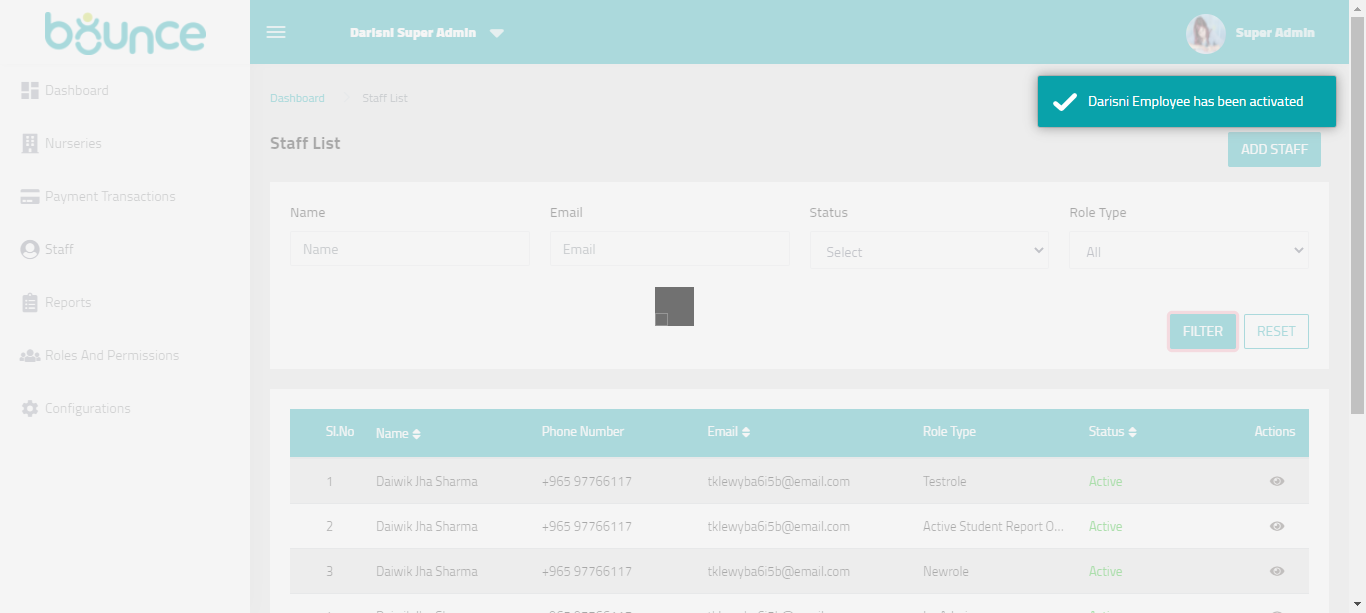 bounce
Darisni Super Admin
Super Admin
Dashboard
Nurseries
Payment Transactions
Staff
Reports
Roles And Permissions
Configurations
Dashboard > Staff List
Darisni Employee has been activated
Staff List
ADD STAFF
Name Email Status Role Type
Name Email Select All
FILTER RESET
Sl.No Name Phone Number Email Role Type Status Actions
1 Daiwik Jha Sharma +965 97766117 tklewyba6i5b@email.com Testrole Active
2 Daiwik Jha Sharma +965 97766117 tklewyba6i5b@email.com Active Student Report O... Active
3 Daiwik Jha Sharma +965 97766117 tklewyba6i5b@email.com Newrole Active